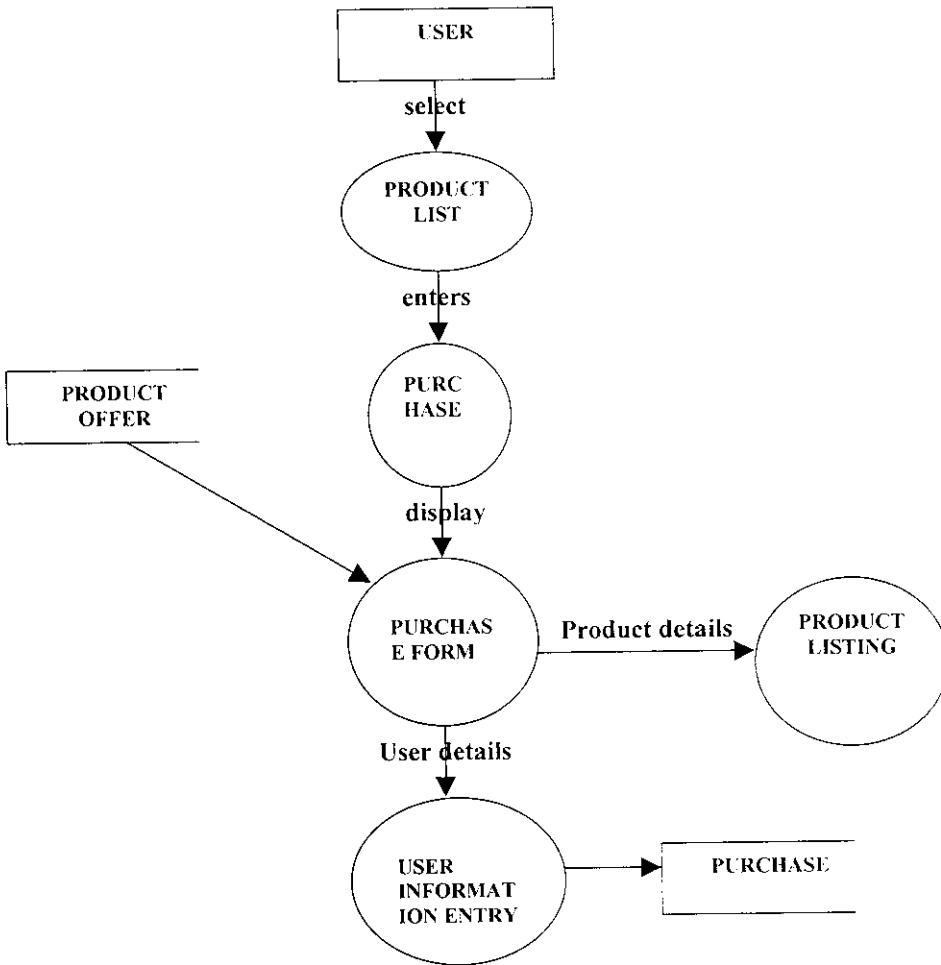 USER
select
PRODUCT
LIST
enters
PURC
HASE
PRODUCT
OFFER
display
PURCHAS
E FORM
Product details
PRODUCT
LISTING
User details
USER
INFORMAT
ION ENTRY
PURCHASE